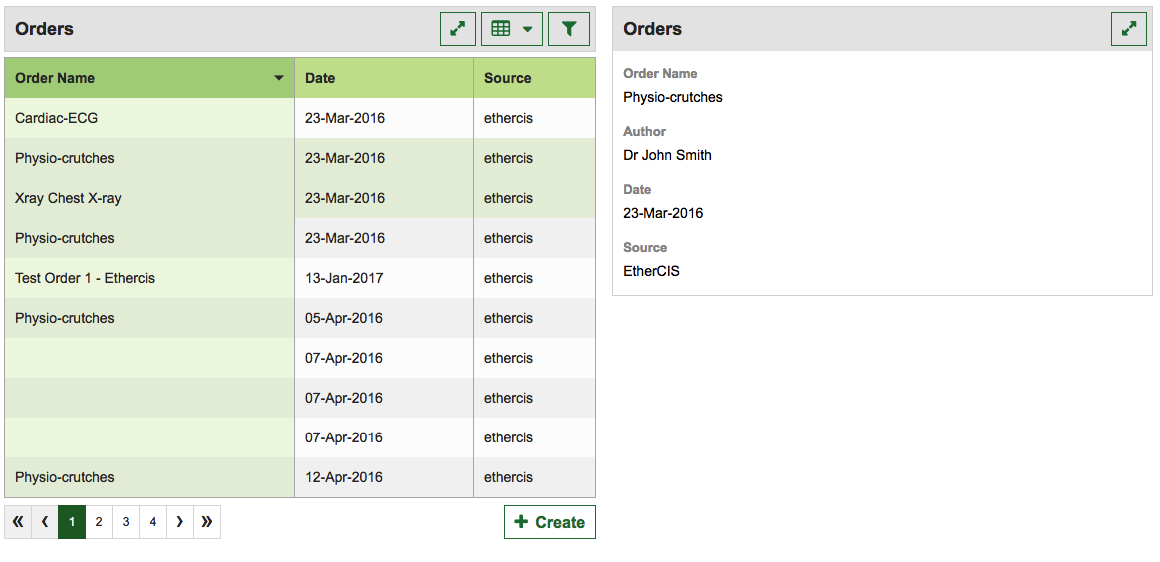 Orders
Order Name Date Source
Cardiac-ECG 23-Mar-2016 ethercis
Physio-crutches 23-Mar-2016 ethercis
Xray Chest X-ray 23-Mar-2016 ethercis
Physio-crutches 23-Mar-2016 ethercis
Test Order 1 - Ethercis 13-Jan-2017 ethercis
Physio-crutches 05-Apr-2016 ethercis
07-Apr-2016 ethercis
07-Apr-2016 ethercis
07-Apr-2016 ethercis
Physio-crutches 12-Apr-2016 ethercis
« ‹ 1 2 3 4 › »
+ Create
Orders
Order Name
Physio-crutches
Author
Dr John Smith
Date
23-Mar-2016
Source
EtherCIS